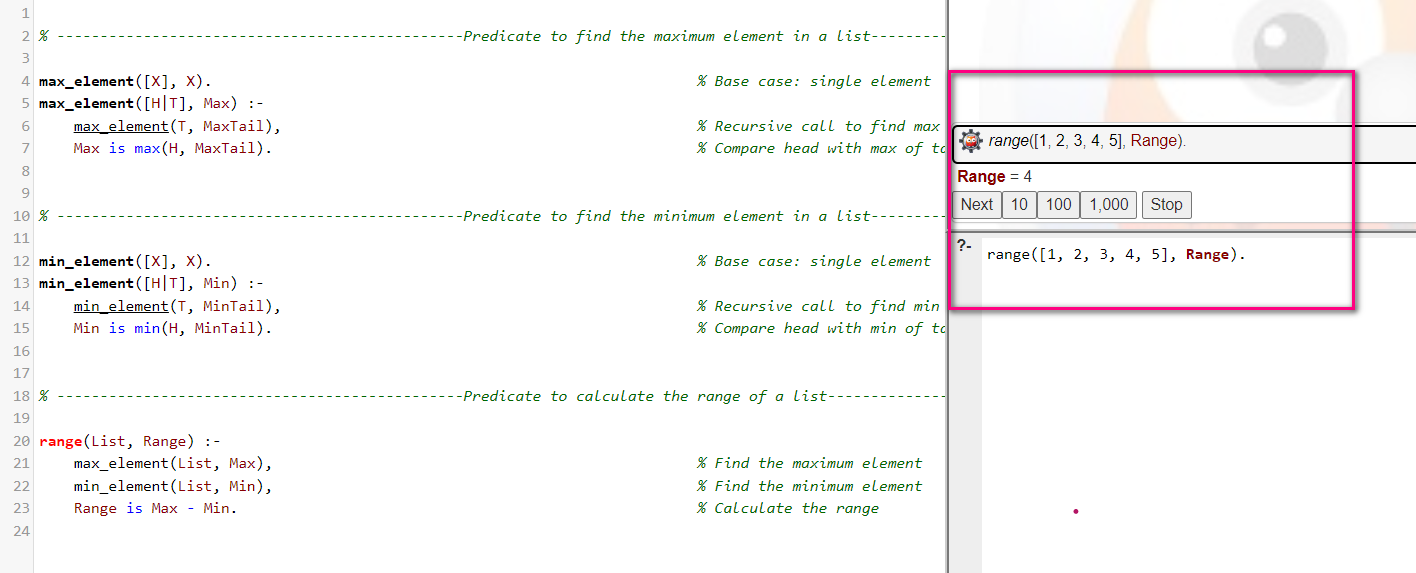 1
2 % -----------------------------------------------Predicate to find the maximum element in a list---------
3
4 max_element([X], X). % Base case: single element
5 max_element([H|T], Max) :-
6 max_element(T, MaxTail), % Recursive call to find max
7 Max is max(H, MaxTail). % Compare head with max of ta
8
9
10 % -----------------------------------------------Predicate to find the minimum element in a list---------
11
12 min_element([X], X). % Base case: single element
13 min_element([H|T], Min) :-
14 min_element(T, MinTail), % Recursive call to find min
15 Min is min(H, MinTail). % Compare head with min of ta
16
17
18 % -----------------------------------------------Predicate to calculate the range of a list--------------
19
20 range(List, Range) :-
21 max_element(List, Max), % Find the maximum element
22 min_element(List, Min), % Find the minimum element
23 Range is Max - Min. % Calculate the range
24
range([1, 2, 3, 4, 5], Range).
Range = 4
Next 10 100 1,000 Stop
?- range([1, 2, 3, 4, 5], Range).